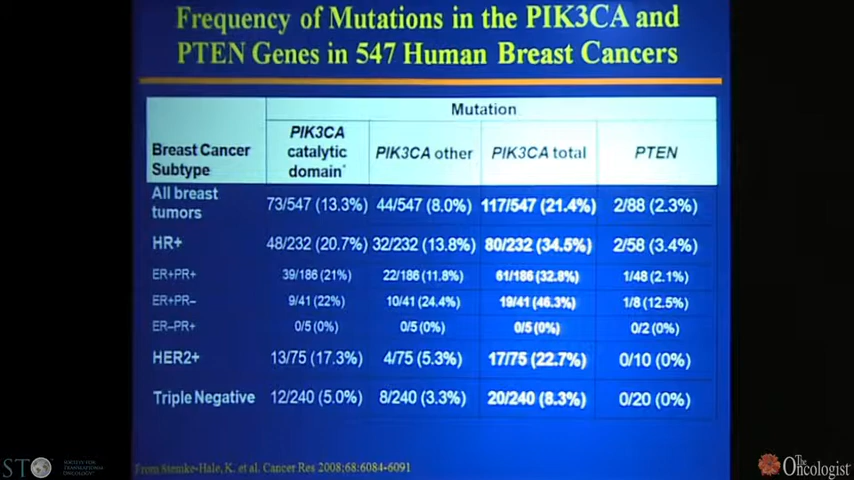 Frequency of Mutations in the PIK3CA and
PTEN Genes in 547 Human Breast Cancers
Mutation
Breast Cancer Subtype PIK3CA catalytic domain* PIK3CA other PIK3CA total PTEN
All breast tumors 73/547 (13.3%) 44/547 (8.0%) 117/547 (21.4%) 2/88 (2.3%)
HR+ 48/232 (20.7%) 32/232 (13.8%) 80/232 (34.5%) 2/58 (3.4%)
ER+PR+ 39/186 (21%) 22/186 (11.8%) 61/186 (32.8%) 1/48 (2.1%)
ER+PR– 9/41 (22%) 10/41 (24.4%) 19/41 (46.3%) 1/8 (12.5%)
ER–PR+ 0/5 (0%) 0/5 (0%) 0/5 (0%) 0/2 (0%)
HER2+ 13/75 (17.3%) 4/75 (5.3%) 17/75 (22.7%) 0/10 (0%)
Triple Negative 12/240 (5.0%) 8/240 (3.3%) 20/240 (8.3%) 0/20 (0%)
From Stemke-Hale, K. et al. Cancer Res 2008;68:6084-6091
STO SOCIETY FOR
TRANSLATIONAL
ONCOLOGY
The Oncologist